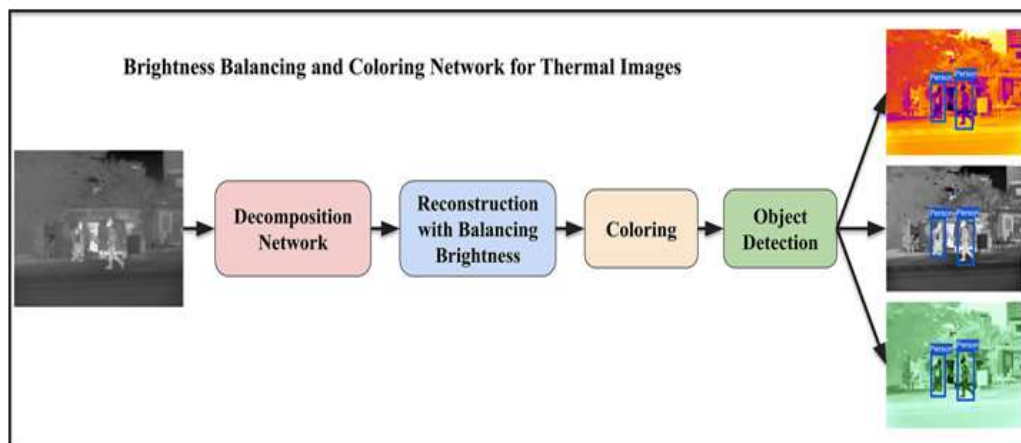 Brightness Balancing and Coloring Network for Thermal Images
Person Person
Decomposition
Network
Reconstruction
with Balancing
Brightness
Coloring
Object
Detection
Person Person
Person Person